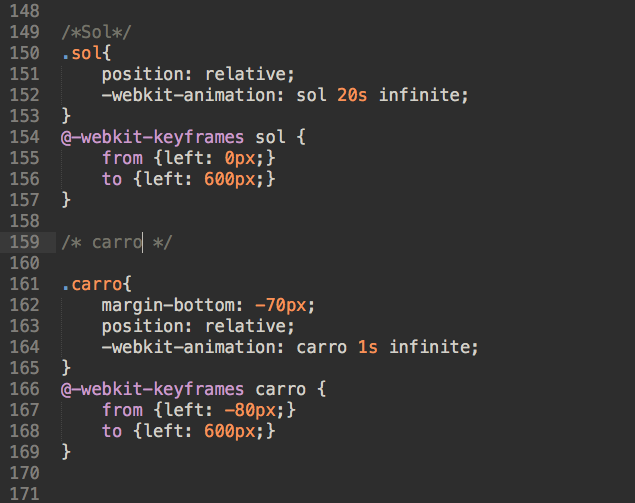 148
149 /*Sol*/
150 .sol{
151     position: relative;
152     -webkit-animation: sol 20s infinite;
153 }
154 @-webkit-keyframes sol {
155     from {left: 0px;}
156     to {left: 600px;}
157 }
158
159 /* carro */
160
161 .carro{
162     margin-bottom: -70px;
163     position: relative;
164     -webkit-animation: carro 1s infinite;
165 }
166 @-webkit-keyframes carro {
167     from {left: -80px;}
168     to {left: 600px;}
169 }
170
171